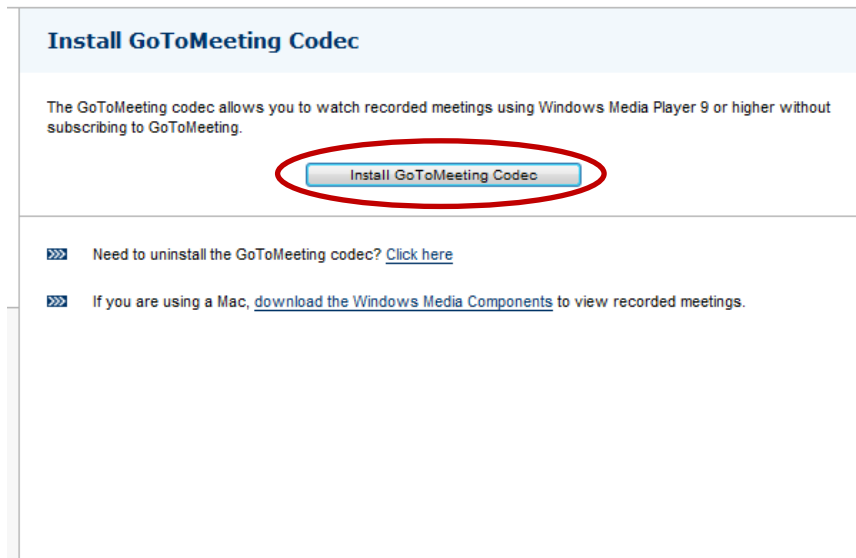 Install GoToMeeting Codec
The GoToMeeting codec allows you to watch recorded meetings using Windows Media Player 9 or higher without
subscribing to GoToMeeting.
Install GoToMeeting Codec
Need to uninstall the GoToMeeting codec? Click here
If you are using a Mac, download the Windows Media Components to view recorded meetings.